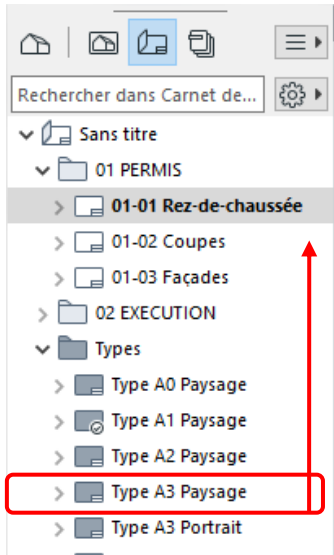 Rechercher dans Carnet de...
Sans titre
01 PERMIS
01-01 Rez-de-chaussée
01-02 Coupes
01-03 Façades
02 EXECUTION
Types
Type A0 Paysage
Type A1 Paysage
Type A2 Paysage
Type A3 Paysage
Type A3 Portrait